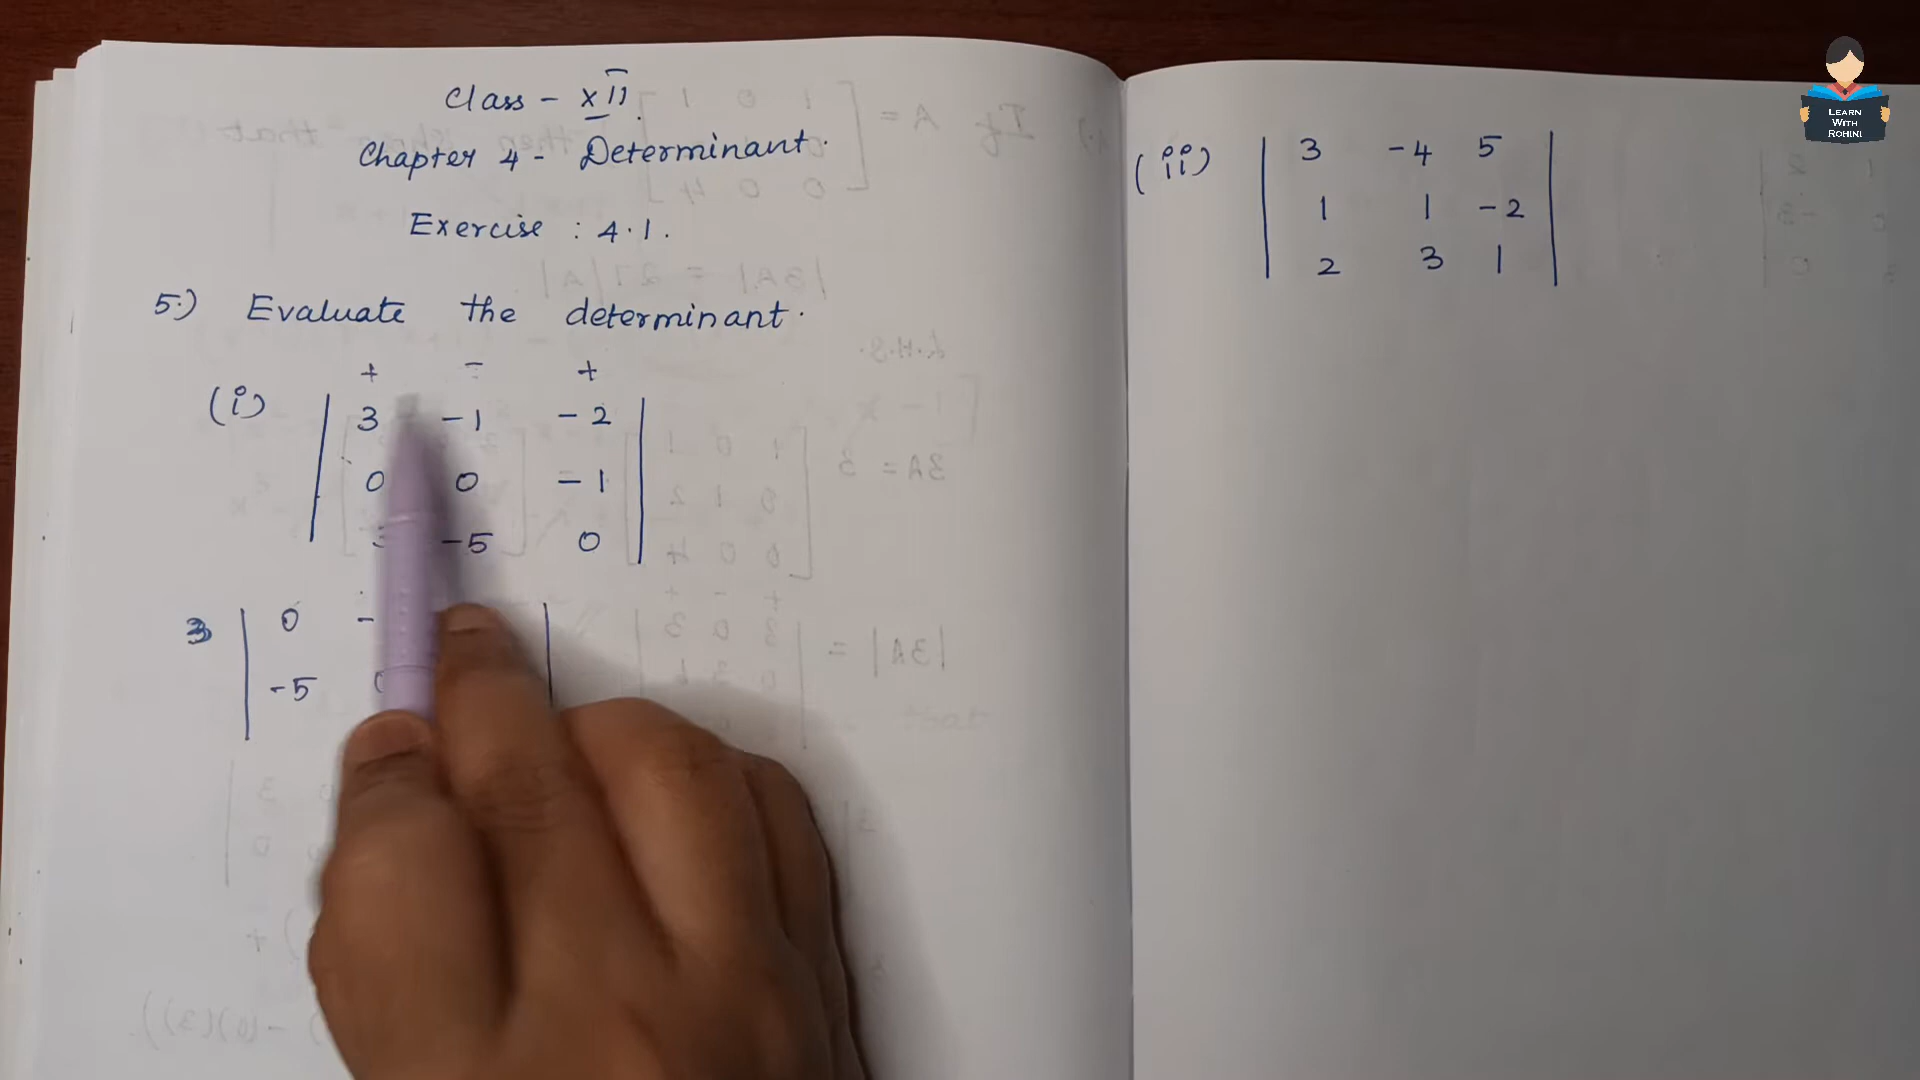 Class - XII.
Chapter 4 - Determinant.
Exercise : 4.1.
5.) Evaluate the determinant.
+ - +
(i) | 3 -1 -2 |
| 0 0 -1 |
| -5 0 |
3 | 0 - |
| -5 |
(ii) | 3 -4 5 |
| 1 1 -2 |
| 2 3 1 |
LEARN
WITH
ROHINI